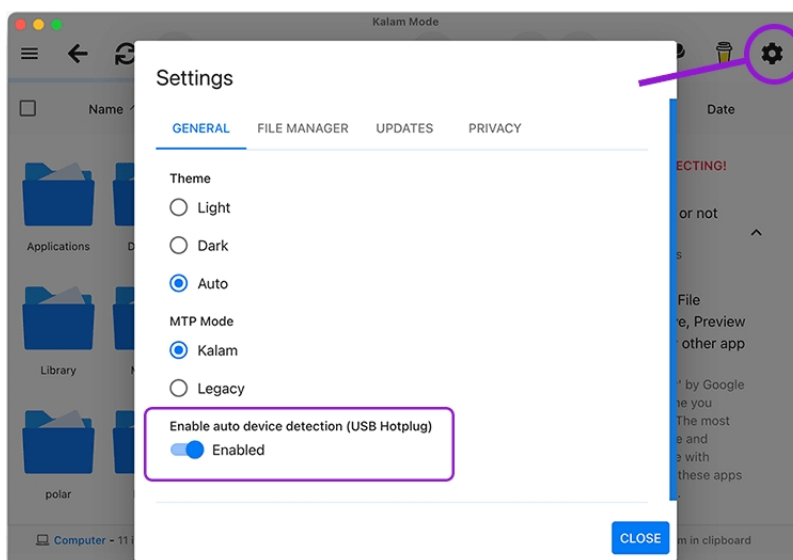 Kalam Mode
Name
Date
Settings
GENERAL FILE MANAGER UPDATES PRIVACY
Theme
Light
Dark
Auto
MTP Mode
Kalam
Legacy
Enable auto device detection (USB Hotplug)
Enabled
CLOSE
Applications
Library
polar
Computer - 11
ECTING!
or not
File
e, Preview
other app
' by Google
ne you
The most
e and
e with
these apps
m in clipboard